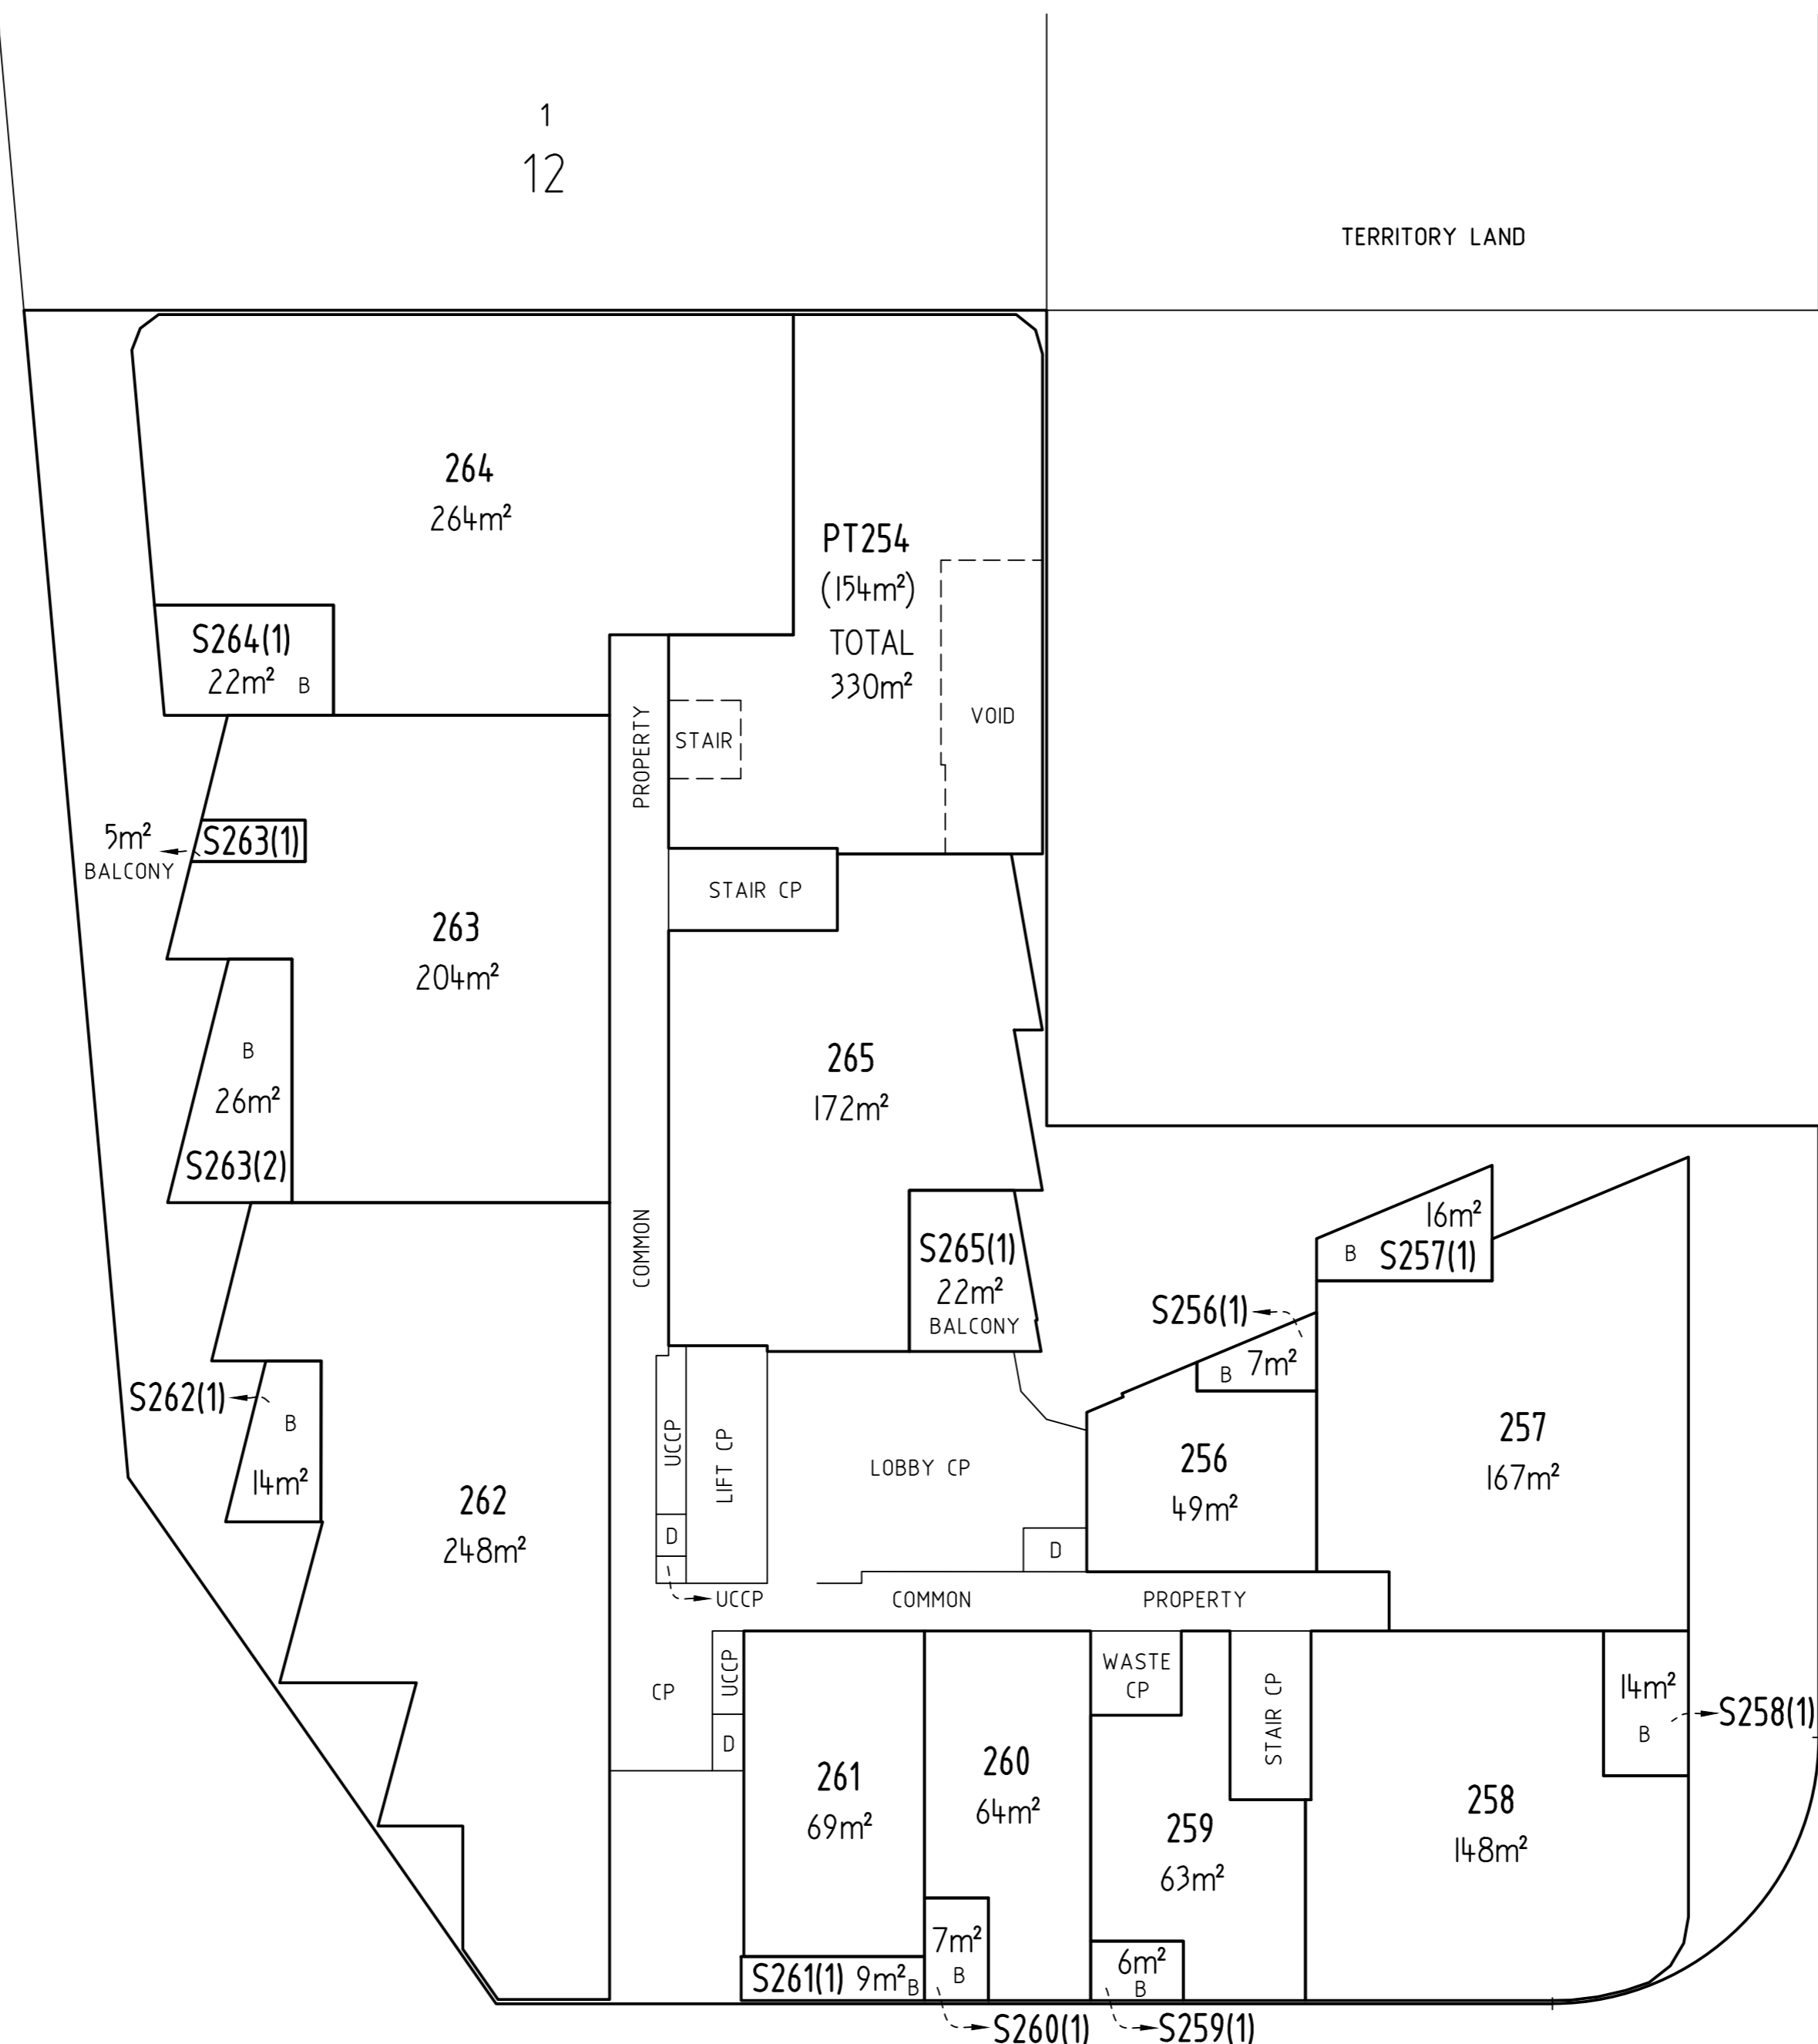 1
12
TERRITORY LAND
264
264m²
PT254
(154m²)
TOTAL
330m²
S264(1)
22m² B
VOID
STAIR
PROPERTY
5m²
BALCONY
S263(1)
STAIR CP
263
204m²
B
26m²
S263(2)
265
172m²
COMMON
S265(1)
22m²
BALCONY
16m²
B S257(1)
S256(1)
B 7m²
S262(1)
B
14m²
262
248m²
UCCP
LIFT CP
D
UCCP
LOBBY CP
D
256
49m²
257
167m²
COMMON PROPERTY
CP
UCCP
D
WASTE
CP
STAIR CP
14m²
B
S258(1)
261
69m²
260
64m²
259
63m²
258
148m²
S261(1) 9m² B
7m²
B
S260(1)
6m²
B
S259(1)